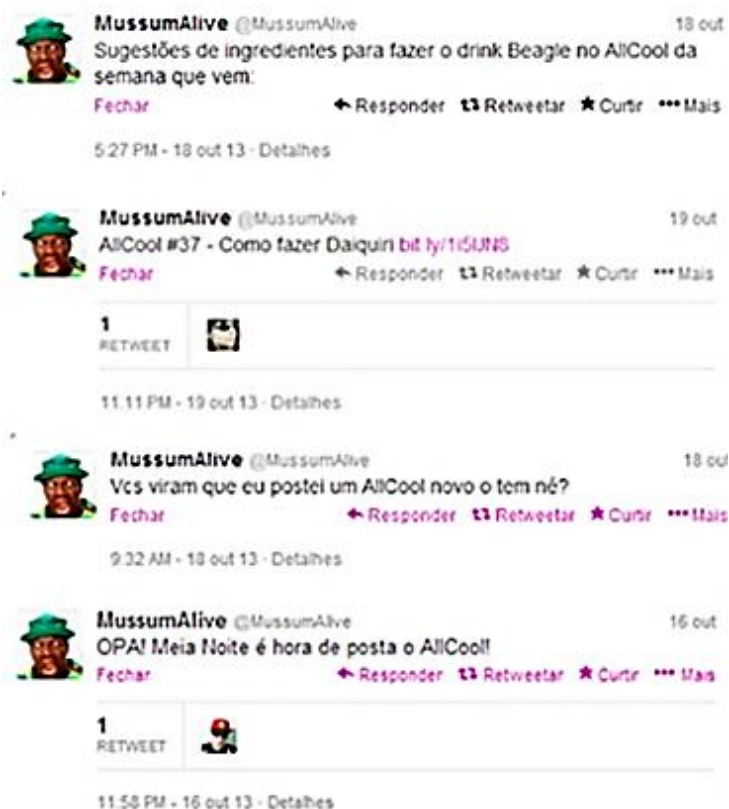 MussumAlive @MussumAlive 18 out
Sugestões de ingredientes para fazer o drink Beagle no AllCool da
semana que vem:
Fechar Responder Retweetar Curtir Mais
5:27 PM - 18 out 13 · Detalhes
MussumAlive @MussumAlive 19 out
AllCool #37 - Como fazer Daiquiri
Fechar Responder Retweetar Curtir Mais
1
RETWEET
11:11 PM - 19 out 13 · Detalhes
MussumAlive @MussumAlive 18 out
Vcs viram que eu postei um AllCool novo o tem né?
Fechar Responder Retweetar Curtir Mais
9:32 AM - 18 out 13 · Detalhes
MussumAlive @MussumAlive 16 out
OPA! Meia Noite é hora de posta o AllCool!
Fechar Responder Retweetar Curtir Mais
1
RETWEET
11:58 PM - 16 out 13 · Detalhes